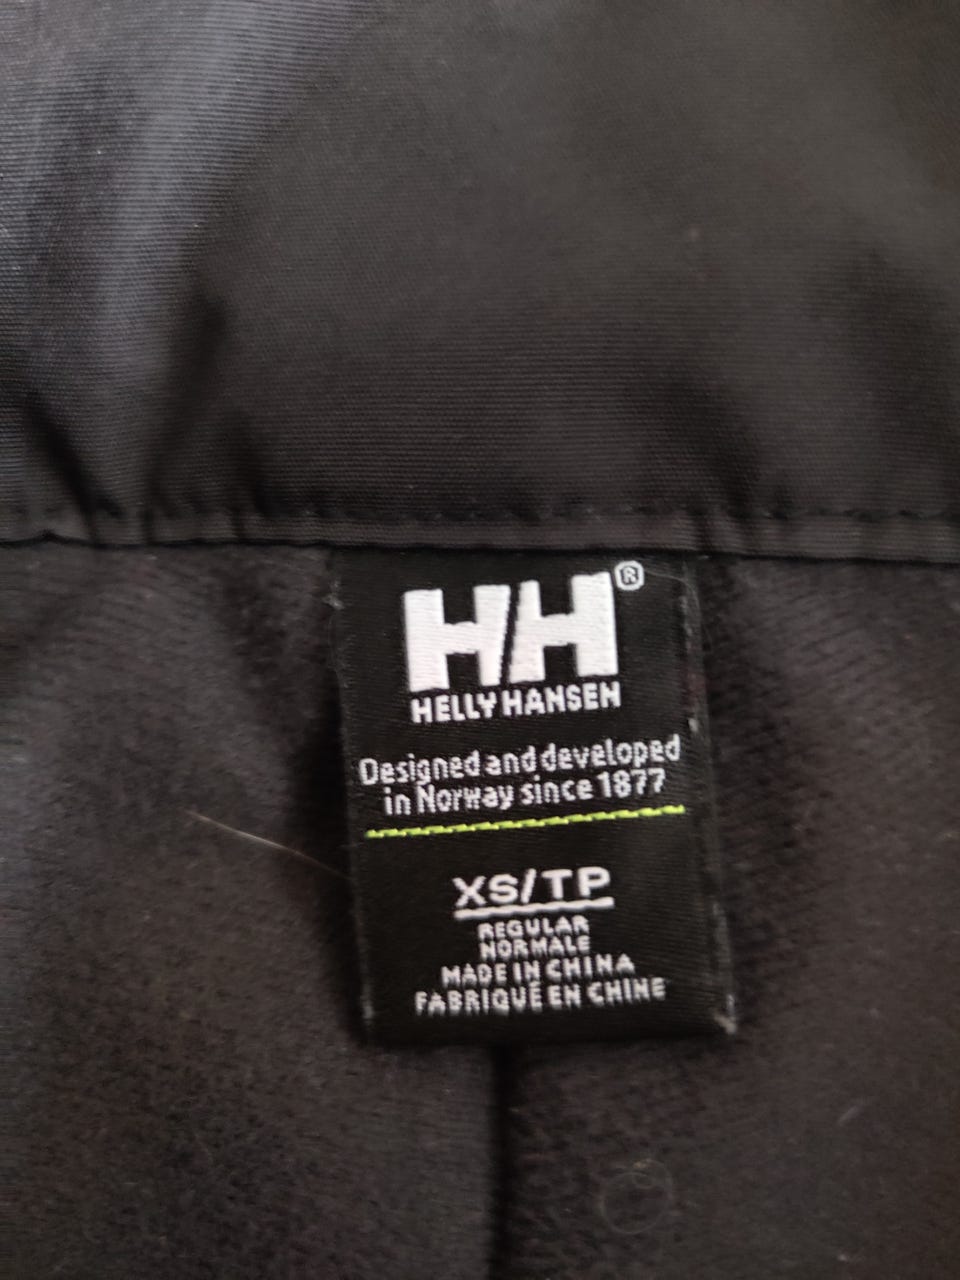 HH®
HELLY HANSEN
Designed and developed
in Norway since 1877
XS/TP
REGULAR
NORMALE
MADE IN CHINA
FABRIQUÉ EN CHINE